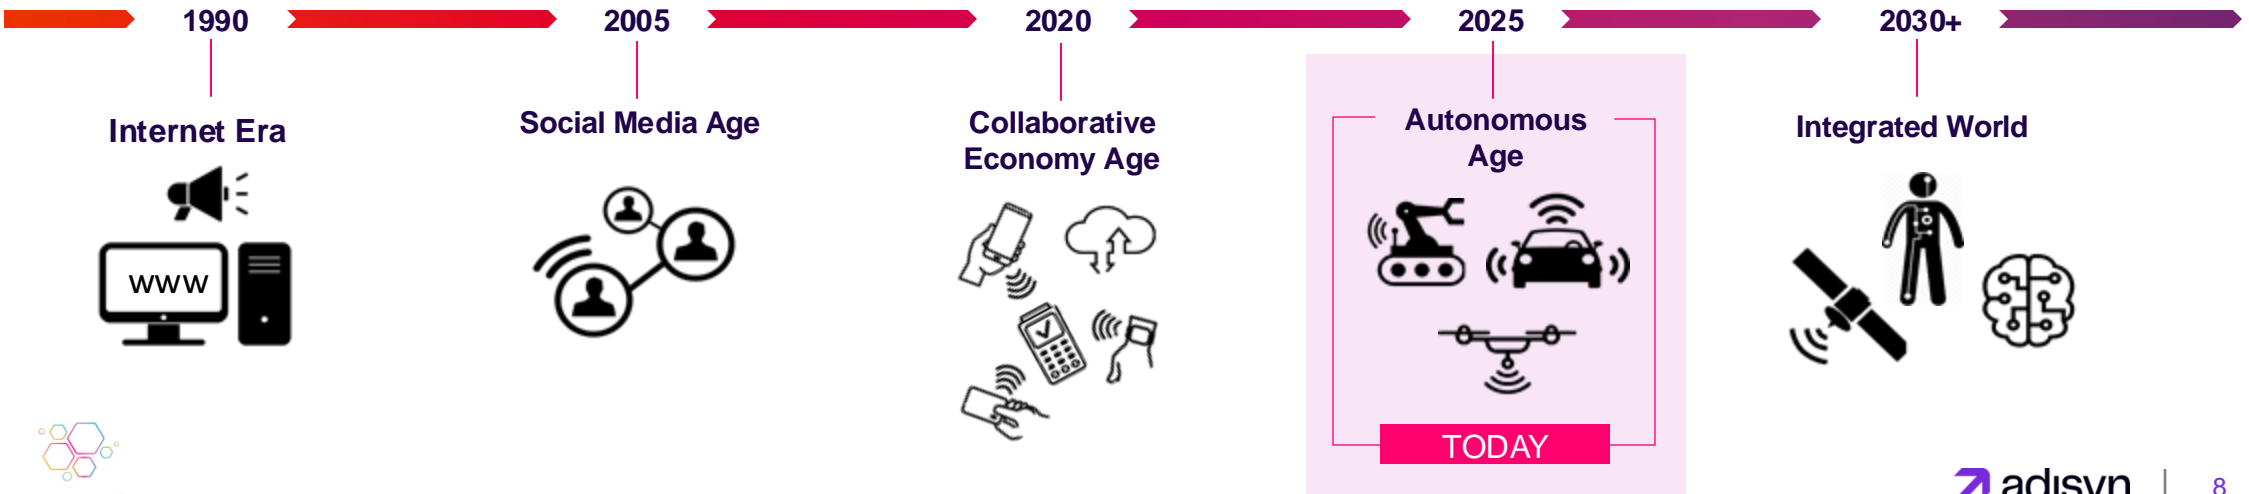 1990
2005
2020
2025
2030+
Internet Era
Social Media Age
Collaborative
Economy Age
Autonomous
Age
Integrated World
www
TODAY
adisyn
8